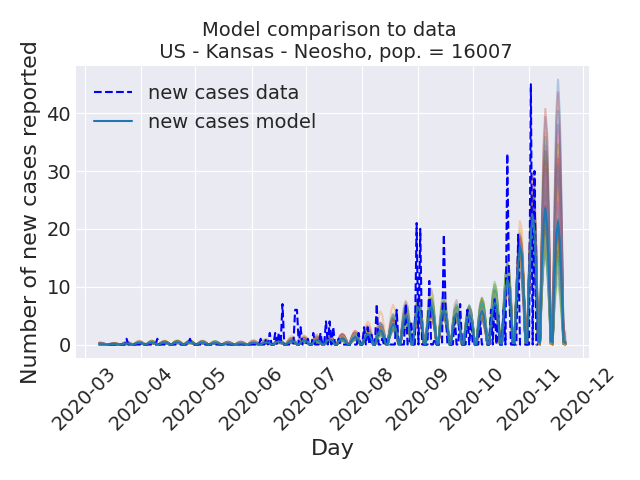 Model comparison to data
US - Kansas - Neosho, pop. = 16007
Number of new cases reported
40
30
20
10
0
new cases data
new cases model
2020-03
2020-04
2020-05
2020-06
2020-07
2020-08
2020-09
2020-10
2020-11
2020-12
Day